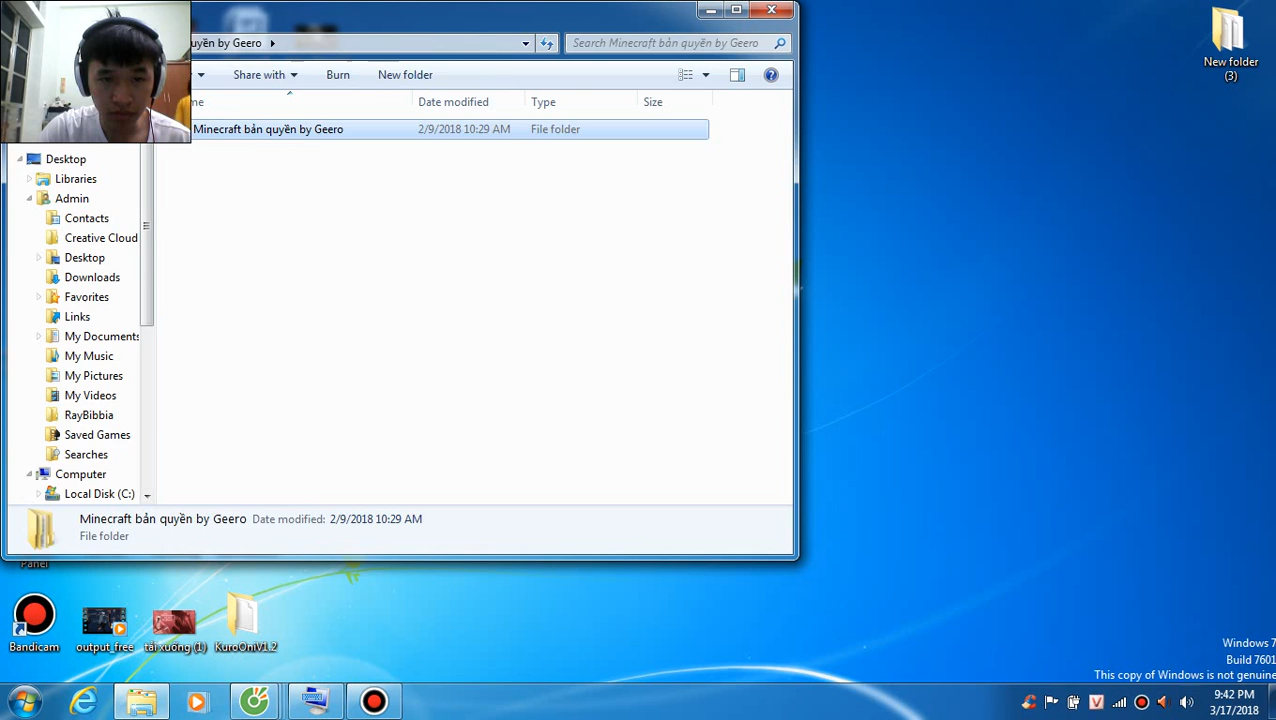 uyền by Geero
Search Minecraft bản quyền by Geero
Share with
Burn
New folder
me
Date modified
Type
Size
Minecraft bản quyền by Geero
2/9/2018 10:29 AM
File folder
Desktop
Libraries
Admin
Contacts
Creative Cloud
Desktop
Downloads
Favorites
Links
My Documents
My Music
My Pictures
My Videos
RayBibbia
Saved Games
Searches
Computer
Local Disk (C:)
Minecraft bản quyền by Geero
Date modified: 2/9/2018 10:29 AM
File folder
Panel
Bandicam
output_free
tải xuống (1)
KuroOniV1.2
New folder
(3)
Windows 7
Build 7601
This copy of Windows is not genuine
9:42 PM
3/17/2018